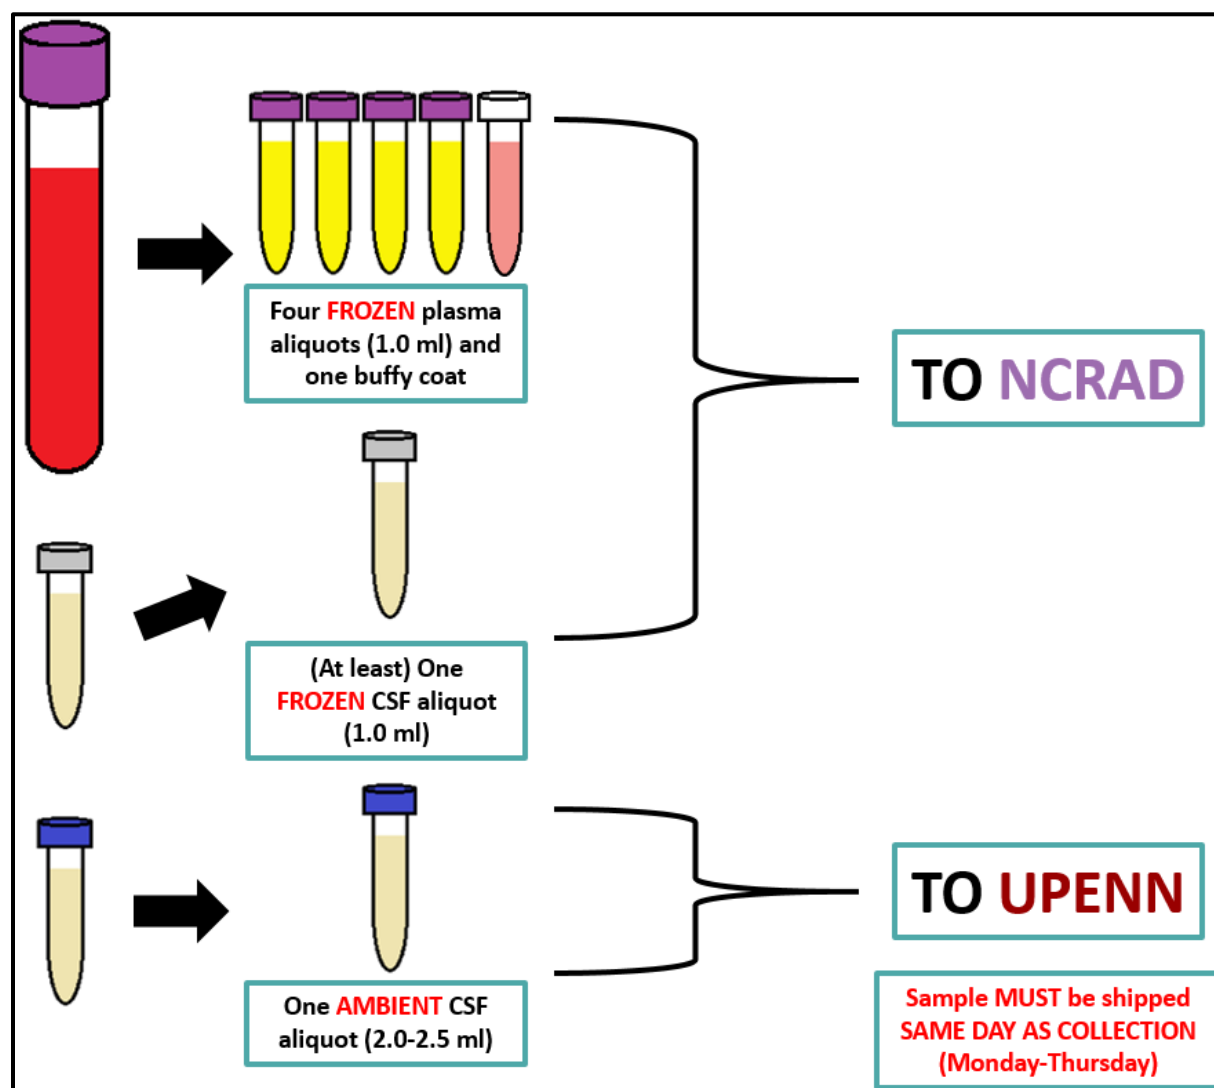 Four FROZEN plasma
aliquots (1.0 ml) and
one buffy coat
TO NCRAD
(At least) One
FROZEN CSF aliquot
(1.0 ml)
TO UPENN
One AMBIENT CSF
aliquot (2.0-2.5 ml)
Sample MUST be shipped
SAME DAY AS COLLECTION
(Monday-Thursday)